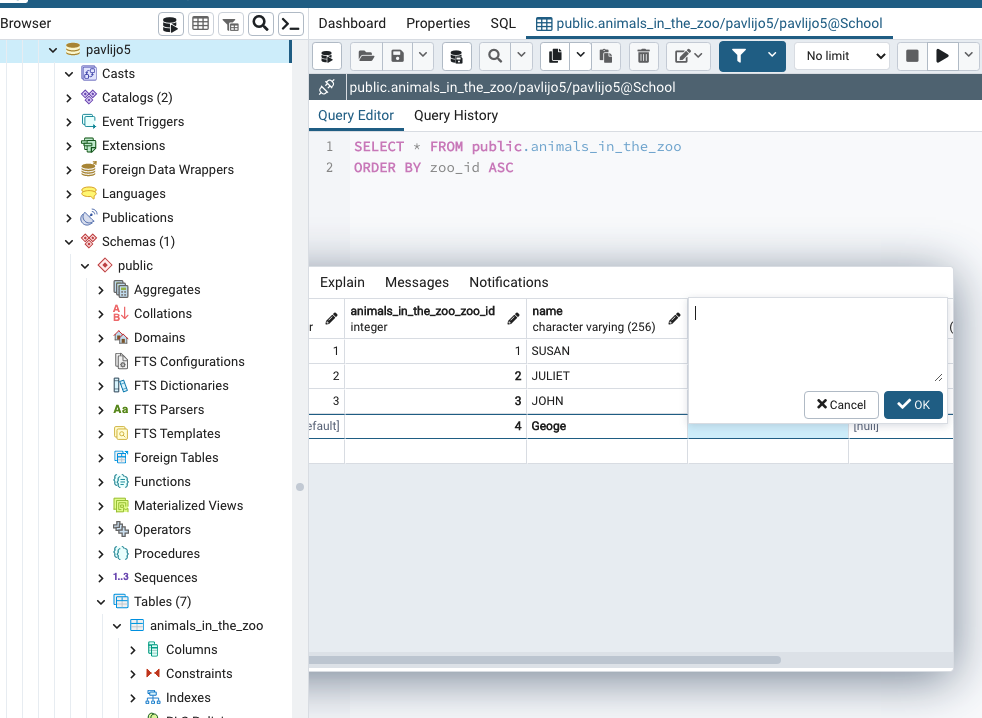 Browser
Dashboard Properties SQL public.animals_in_the_zoo/pavlijo5/pavlijo5@School
No limit
public.animals_in_the_zoo/pavlijo5/pavlijo5@School
Query Editor Query History
1 SELECT * FROM public.animals_in_the_zoo
2 ORDER BY zoo_id ASC
pavlijo5
Casts
Catalogs (2)
Event Triggers
Extensions
Foreign Data Wrappers
Languages
Publications
Schemas (1)
public
Aggregates
Collations
Domains
FTS Configurations
FTS Dictionaries
Aa FTS Parsers
FTS Templates
Foreign Tables
Functions
Materialized Views
Operators
Procedures
1..3 Sequences
Tables (7)
animals_in_the_zoo
Columns
Constraints
Indexes
Explain Messages Notifications
r animals_in_the_zoo_zoo_id name (
integer character varying (256)
1 1 SUSAN
2 2 JULIET
3 3 JOHN
efault] 4 Geoge [null]
Cancel OK